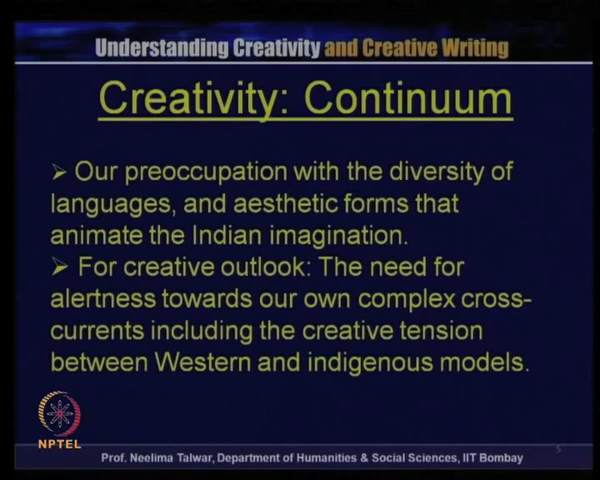 Understanding Creativity and Creative Writing
Creativity: Continuum
➢ Our preoccupation with the diversity of
languages, and aesthetic forms that
animate the Indian imagination.
➢ For creative outlook: The need for
alertness towards our own complex cross-
currents including the creative tension
between Western and indigenous models.
NPTEL
5
Prof. Neelima Talwar, Department of Humanities & Social Sciences, IIT Bombay